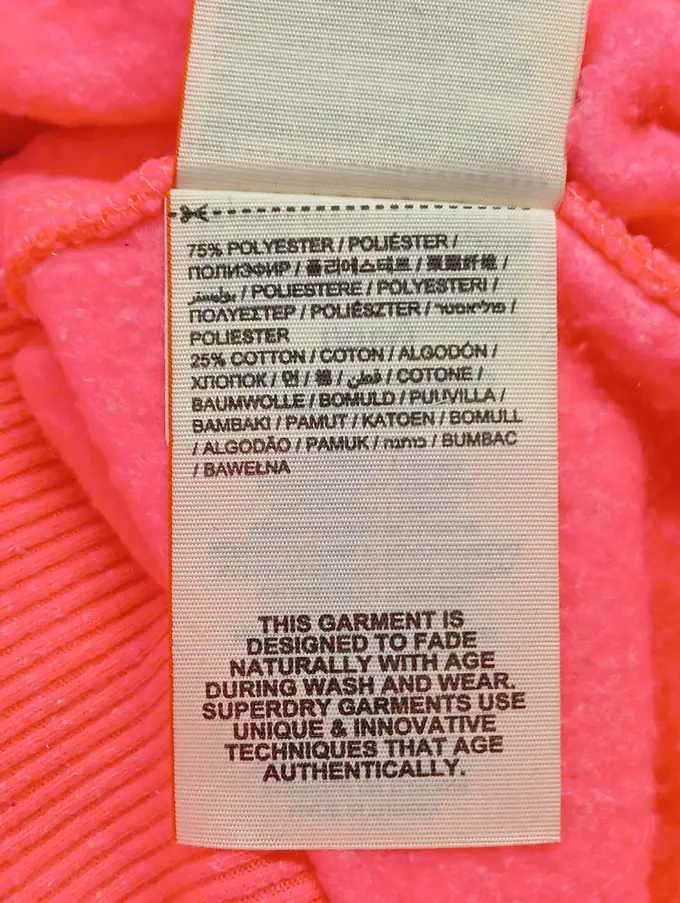 75% POLYESTER / POLIÉSTER /
ПОЛИЭФИР / 폴리에스테르 / 聚酯纤维 /
بوليستر / POLIESTERE / POLYESTERI /
ΠΟΛΥΕΣΤΕΡ / POLIÉSZTER / פוליאסטר /
POLIESTER
25% COTTON / COTON / ALGODÓN /
ХЛОПОК / 면 / 棉 / قطن / COTONE /
BAUMWOLLE / BOMULD / PUUVILLA /
BAMBAKI / PAMUT / KATOEN / BOMULL
/ ALGODÃO / PAMUK / כותנה / BUMBAC
/ BAWEŁNA
THIS GARMENT IS
DESIGNED TO FADE
NATURALLY WITH AGE
DURING WASH AND WEAR.
SUPERDRY GARMENTS USE
UNIQUE & INNOVATIVE
TECHNIQUES THAT AGE
AUTHENTICALLY.